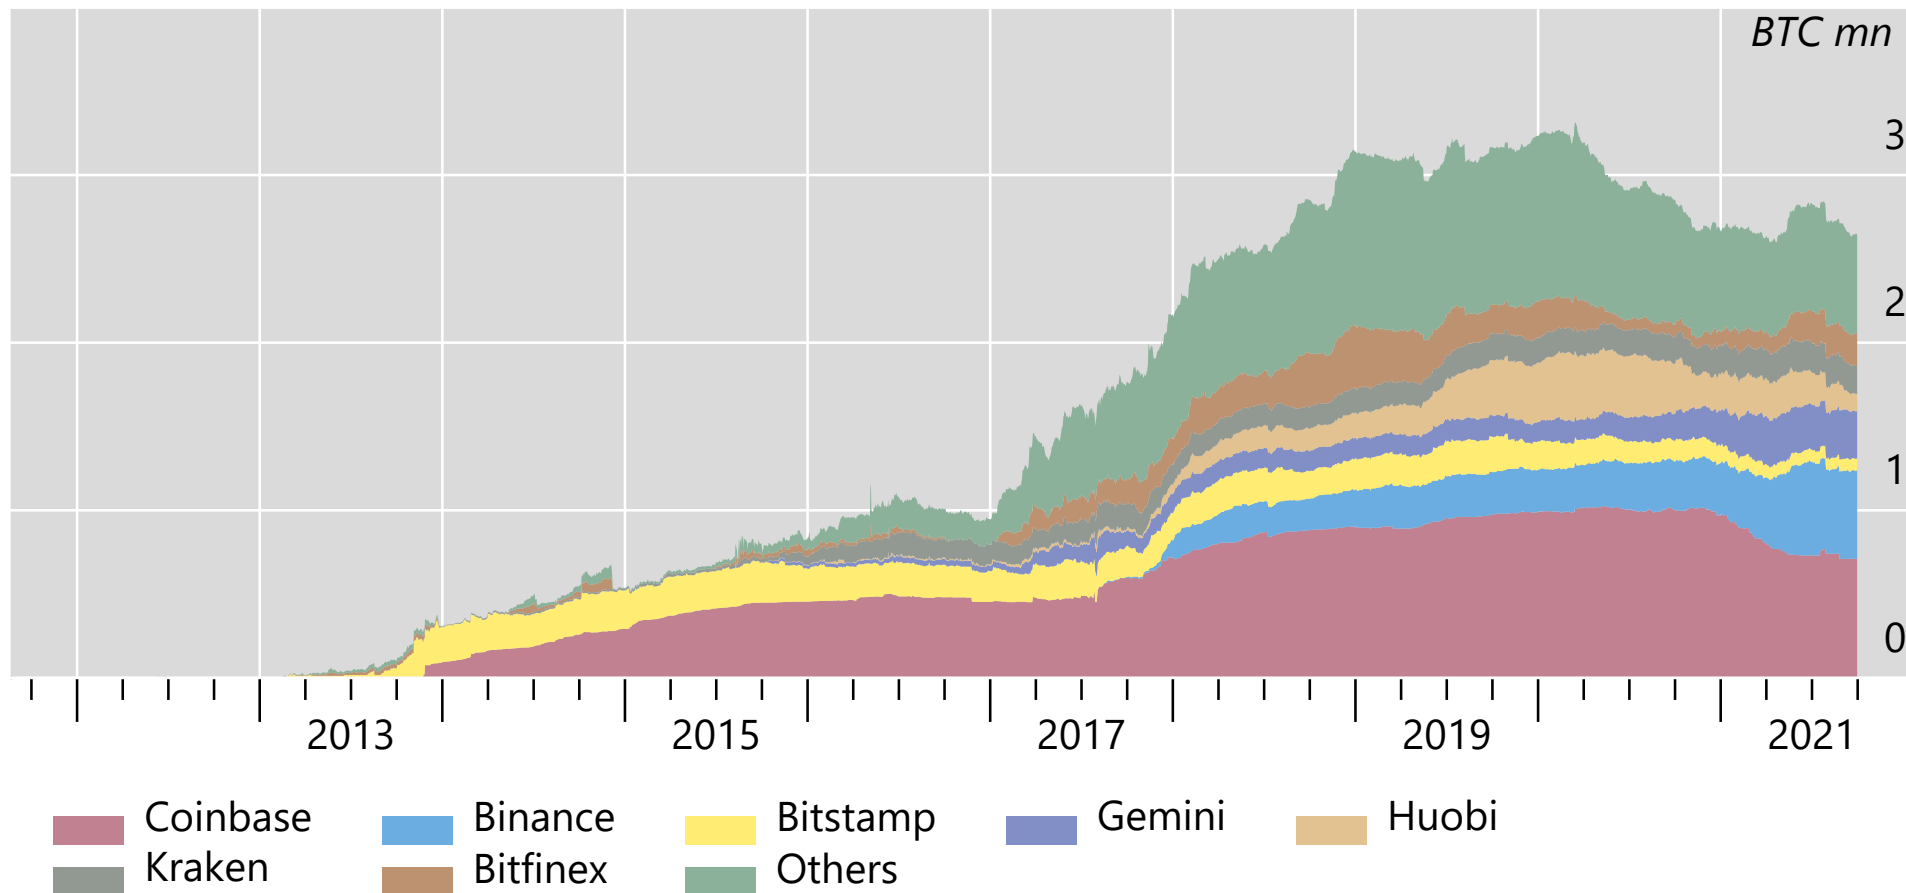 BTC mn
3
2
1
0
2013 2015 2017 2019 2021
Coinbase Binance Bitstamp Gemini Huobi
Kraken Bitfinex Others